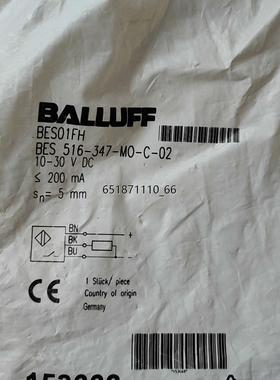 BALLUFF
BES01FH
BES 516-347-MO-C-02
10-30 V DC
≤ 200 mA
sn= 5 mm
651871110_66
BN
+
BK
BU
-
1 Stück/ piece
Country of origin
Germany
CE